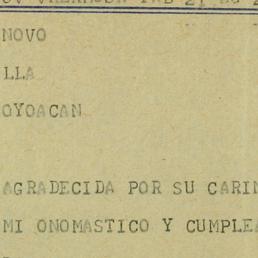 NOVO
LLA
OYOACAN
AGRADECIDA POR SU CARIN
MI ONOMASTICO Y CUMPLEA